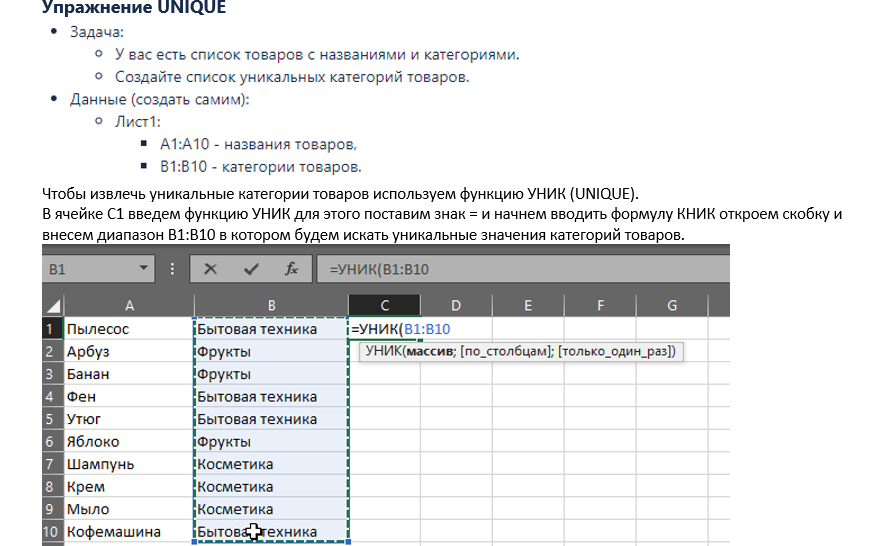 Упражнение UNIQUE
• Задача:
○ У вас есть список товаров с названиями и категориями.
○ Создайте список уникальных категорий товаров.
• Данные (создать самим):
○ Лист1:
▪ A1:A10 - названия товаров,
▪ B1:B10 - категории товаров.
Чтобы извлечь уникальные категории товаров используем функцию УНИК (UNIQUE).
В ячейке C1 введем функцию УНИК для этого поставим знак = и начнем вводить формулу КНИК откроем скобку и
внесем диапазон B1:B10 в котором будем искать уникальные значения категорий товаров.
B1 fx =УНИК(B1:B10
A B C D E F G
1 Пылесос Бытовая техника =УНИК(B1:B10
2 Арбуз Фрукты УНИК(массив; [по_столбцам]; [только_один_раз])
3 Банан Фрукты
4 Фен Бытовая техника
5 Утюг Бытовая техника
6 Яблоко Фрукты
7 Шампунь Косметика
8 Крем Косметика
9 Мыло Косметика
10 Кофемашина Бытовая техника